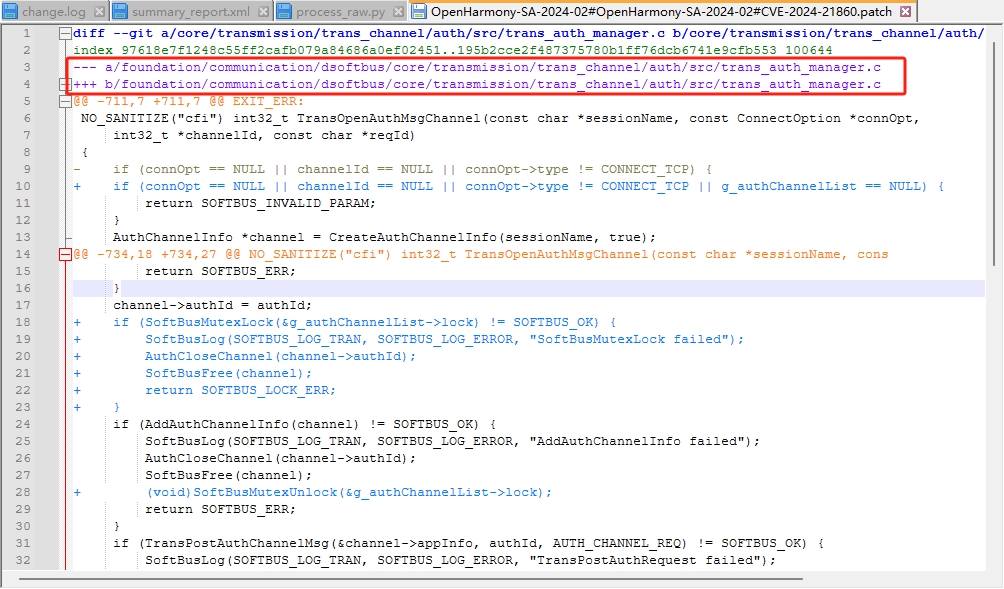 change.log
summary_report.xml
process_raw.py
OpenHarmony-SA-2024-02#OpenHarmony-SA-2024-02#CVE-2024-21860.patch
1 diff --git a/core/transmission/trans_channel/auth/src/trans_auth_manager.c b/core/transmission/trans_channel/auth/
2 index 97618e7f1248c55ff2cafb079a84686a0ef02451..195b2cce2f487375780b1ff76dcb6741e9cfb553 100644
3 --- a/foundation/communication/dsoftbus/core/transmission/trans_channel/auth/src/trans_auth_manager.c
4 +++ b/foundation/communication/dsoftbus/core/transmission/trans_channel/auth/src/trans_auth_manager.c
5 @@ -711,7 +711,7 @@ EXIT_ERR:
6  NO_SANITIZE("cfi") int32_t TransOpenAuthMsgChannel(const char *sessionName, const ConnectOption *connOpt,
7      int32_t *channelId, const char *reqId)
8  {
9 -    if (connOpt == NULL || channelId == NULL || connOpt->type != CONNECT_TCP) {
10 +    if (connOpt == NULL || channelId == NULL || connOpt->type != CONNECT_TCP || g_authChannelList == NULL) {
11          return SOFTBUS_INVALID_PARAM;
12      }
13      AuthChannelInfo *channel = CreateAuthChannelInfo(sessionName, true);
14 @@ -734,18 +734,27 @@ NO_SANITIZE("cfi") int32_t TransOpenAuthMsgChannel(const char *sessionName, cons
15          return SOFTBUS_ERR;
16      }
17      channel->authId = authId;
18 +    if (SoftBusMutexLock(&g_authChannelList->lock) != SOFTBUS_OK) {
19 +        SoftBusLog(SOFTBUS_LOG_TRAN, SOFTBUS_LOG_ERROR, "SoftBusMutexLock failed");
20 +        AuthCloseChannel(channel->authId);
21 +        SoftBusFree(channel);
22 +        return SOFTBUS_LOCK_ERR;
23 +    }
24      if (AddAuthChannelInfo(channel) != SOFTBUS_OK) {
25          SoftBusLog(SOFTBUS_LOG_TRAN, SOFTBUS_LOG_ERROR, "AddAuthChannelInfo failed");
26          AuthCloseChannel(channel->authId);
27          SoftBusFree(channel);
28 +        (void)SoftBusMutexUnlock(&g_authChannelList->lock);
29          return SOFTBUS_ERR;
30      }
31      if (TransPostAuthChannelMsg(&channel->appInfo, authId, AUTH_CHANNEL_REQ) != SOFTBUS_OK) {
32          SoftBusLog(SOFTBUS_LOG_TRAN, SOFTBUS_LOG_ERROR, "TransPostAuthRequest failed");